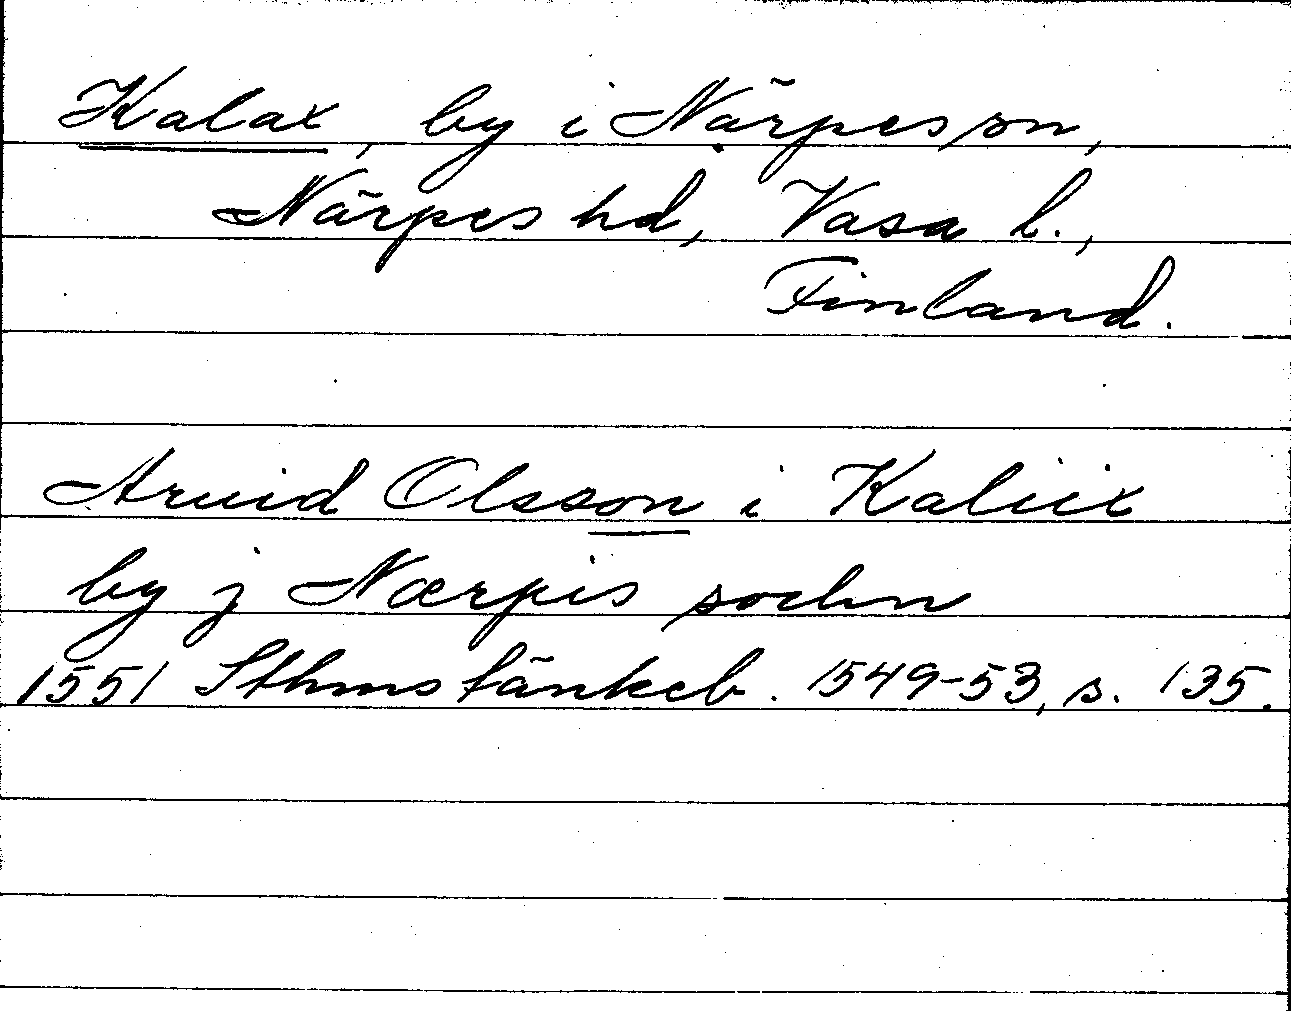 Kalax, by i Närpes sn,
Närpes hd, Vasa l.,
Finland.
Arvid Olsson i Kaliix
by j Nærpis sochn
1551 Sthms tänkeb. 1549-53, s. 135.